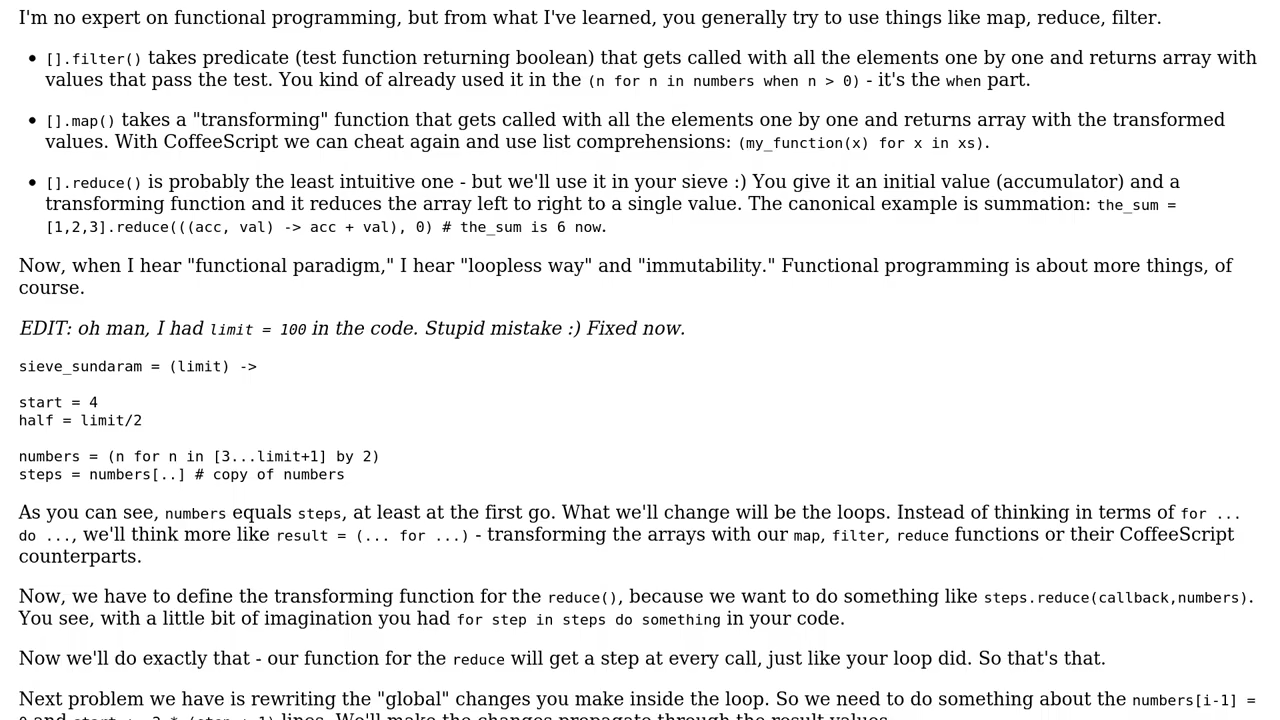 I'm no expert on functional programming, but from what I've learned, you generally try to use things like map, reduce, filter.
[].filter() takes predicate (test function returning boolean) that gets called with all the elements one by one and returns array with
values that pass the test. You kind of already used it in the (n for n in numbers when n > 0) - it's the when part.
[].map() takes a "transforming" function that gets called with all the elements one by one and returns array with the transformed
values. With CoffeeScript we can cheat again and use list comprehensions: (my_function(x) for x in xs).
[].reduce() is probably the least intuitive one - but we'll use it in your sieve :) You give it an initial value (accumulator) and a
transforming function and it reduces the array left to right to a single value. The canonical example is summation: the_sum =
[1,2,3].reduce(((acc, val) -> acc + val), 0) # the_sum is 6 now.
Now, when I hear "functional paradigm," I hear "loopless way" and "immutability." Functional programming is about more things, of
course.
EDIT: oh man, I had limit = 100 in the code. Stupid mistake :) Fixed now.
sieve_sundaram = (limit) ->
start = 4
half = limit/2
numbers = (n for n in [3...limit+1] by 2)
steps = numbers[..] # copy of numbers
As you can see, numbers equals steps, at least at the first go. What we'll change will be the loops. Instead of thinking in terms of for ...
do ..., we'll think more like result = (... for ...) - transforming the arrays with our map, filter, reduce functions or their CoffeeScript
counterparts.
Now, we have to define the transforming function for the reduce(), because we want to do something like steps.reduce(callback,numbers).
You see, with a little bit of imagination you had for step in steps do something in your code.
Now we'll do exactly that - our function for the reduce will get a step at every call, just like your loop did. So that's that.
Next problem we have is rewriting the "global" changes you make inside the loop. So we need to do something about the numbers[i-1] =
0 and lines. We'll make the changes propagate through the result values.